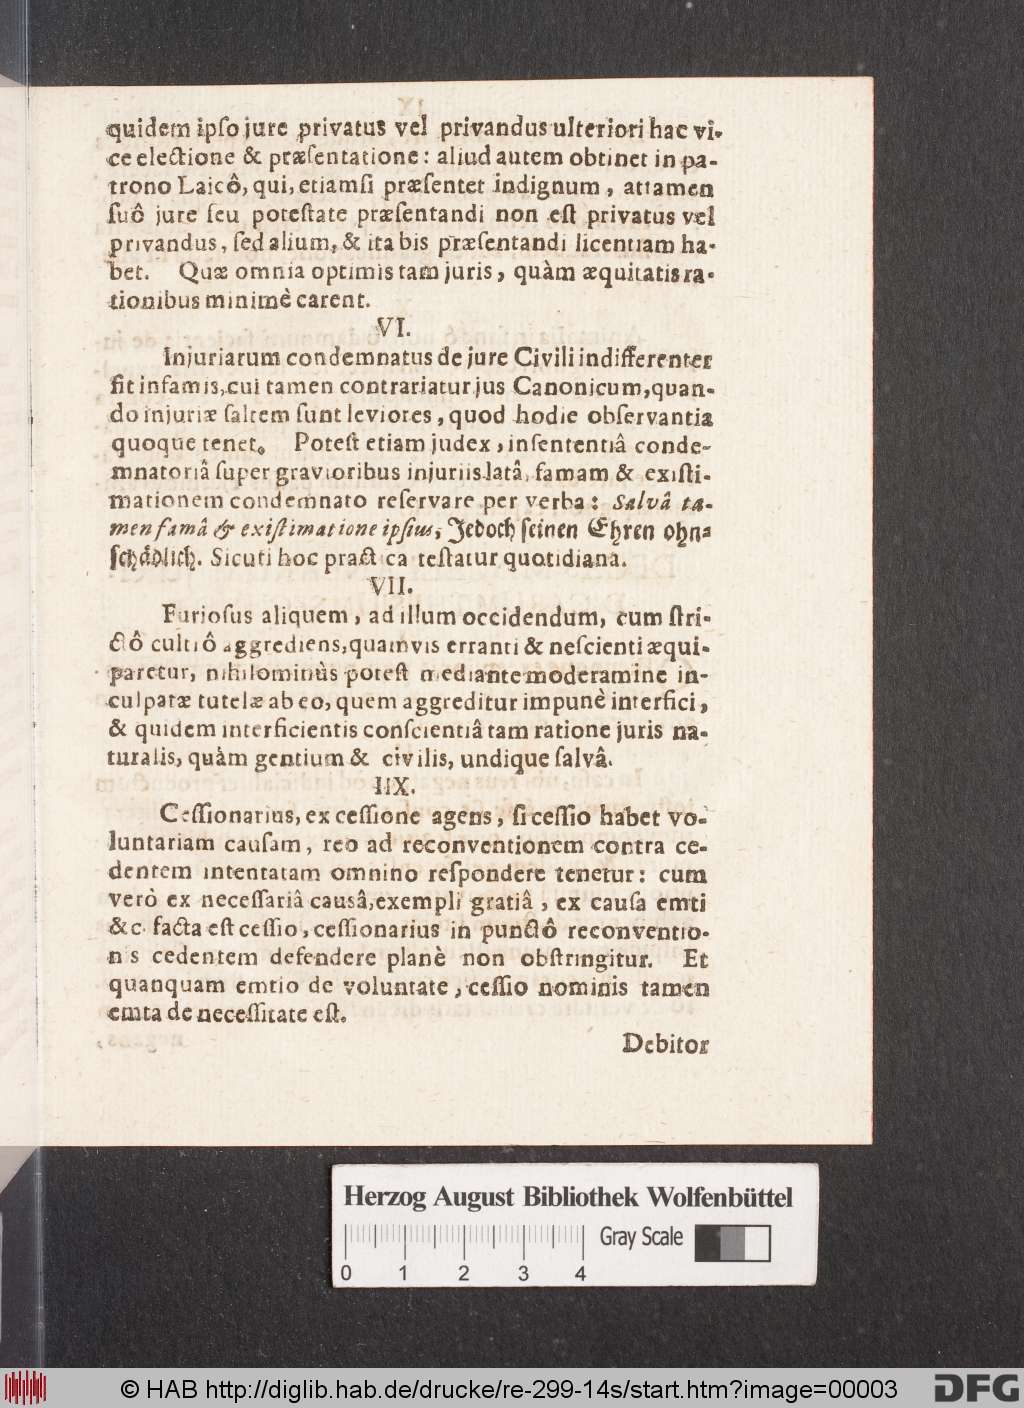 quidem ipſo jure privatus vel privandus ulteriori hac vi-
ce electione & præſentatione: aliud autem obtinet in pa-
trono Laicô, qui, etiamſi præſentet indignum, attamen
ſuô jure ſeu poteſtate præſentandi non eſt privatus vel
privandus, ſed alium, & ita bis præſentandi licentiam ha-
bet. Quæ omnia optimis tam juris, quàm æquitatis ra-
tionibus minimè carent.
VI.
Injuriarum condemnatus de jure Civili indifferenter
fit infamis, cui tamen contrariatur jus Canonicum, quan-
do injuriæ ſaltem ſunt leviores, quod hodie obſervantia
quoque tenet. Poteſt etiam judex, in ſententiâ conde-
mnatoriâ ſuper gravioribus injuriis latâ, famam & exiſti-
mationem condemnato reſervare per verba: Salvâ ta-
men famâ & exiſtimatione ipſius, Jedoch ſeinen Ehren ohn-
ſchädlich. Sicuti hoc practica teſtatur quotidiana.
VII.
Furioſus aliquem, ad illum occidendum, cum ſtri-
ctô cultrô aggrediens, quamvis erranti & neſcienti æqui-
paretur, nihilominùs poteſt mediante moderamine in-
culpatæ tutelæ ab eo, quem aggreditur impunè interfici,
& quidem interficientis conſcientiâ tam ratione juris na-
turalis, quàm gentium & civilis, undique ſalvâ.
IIX.
Ceſſionarius, ex ceſſione agens, ſi ceſſio habet vo-
luntariam cauſam, reo ad reconventionem contra ce-
dentem intentatam omnino reſpondere tenetur: cum
verò ex neceſſariâ causâ, exempli gratiâ, ex cauſa emti
&c. facta eſt ceſſio, ceſſionarius in punctô reconventio-
nis cedentem defendere planè non obſtringitur. Et
quanquam emtio de voluntate, ceſſio nominis tamen
emta de neceſſitate eſt.
Debitor
Herzog August Bibliothek Wolfenbüttel
Gray Scale
0 1 2 3 4
© HAB http://diglib.hab.de/drucke/re-299-14s/start.htm?image=00003
DFG